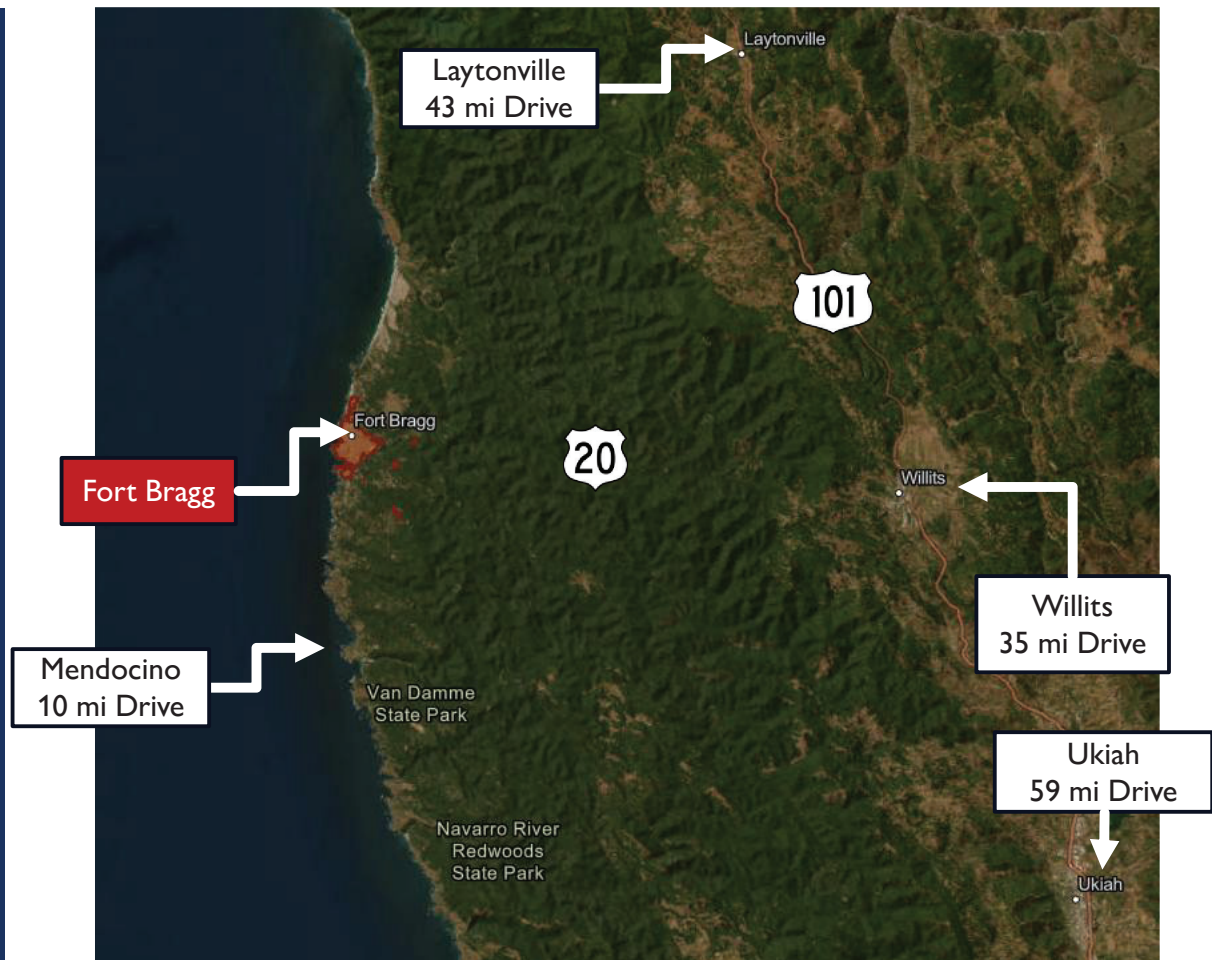 Laytonville
Laytonville
43 mi Drive
101
Fort Bragg
20
Fort Bragg
Willits
Willits
35 mi Drive
Mendocino
10 mi Drive
Van Damme
State Park
Ukiah
59 mi Drive
Navarro River
Redwoods
State Park
Ukiah